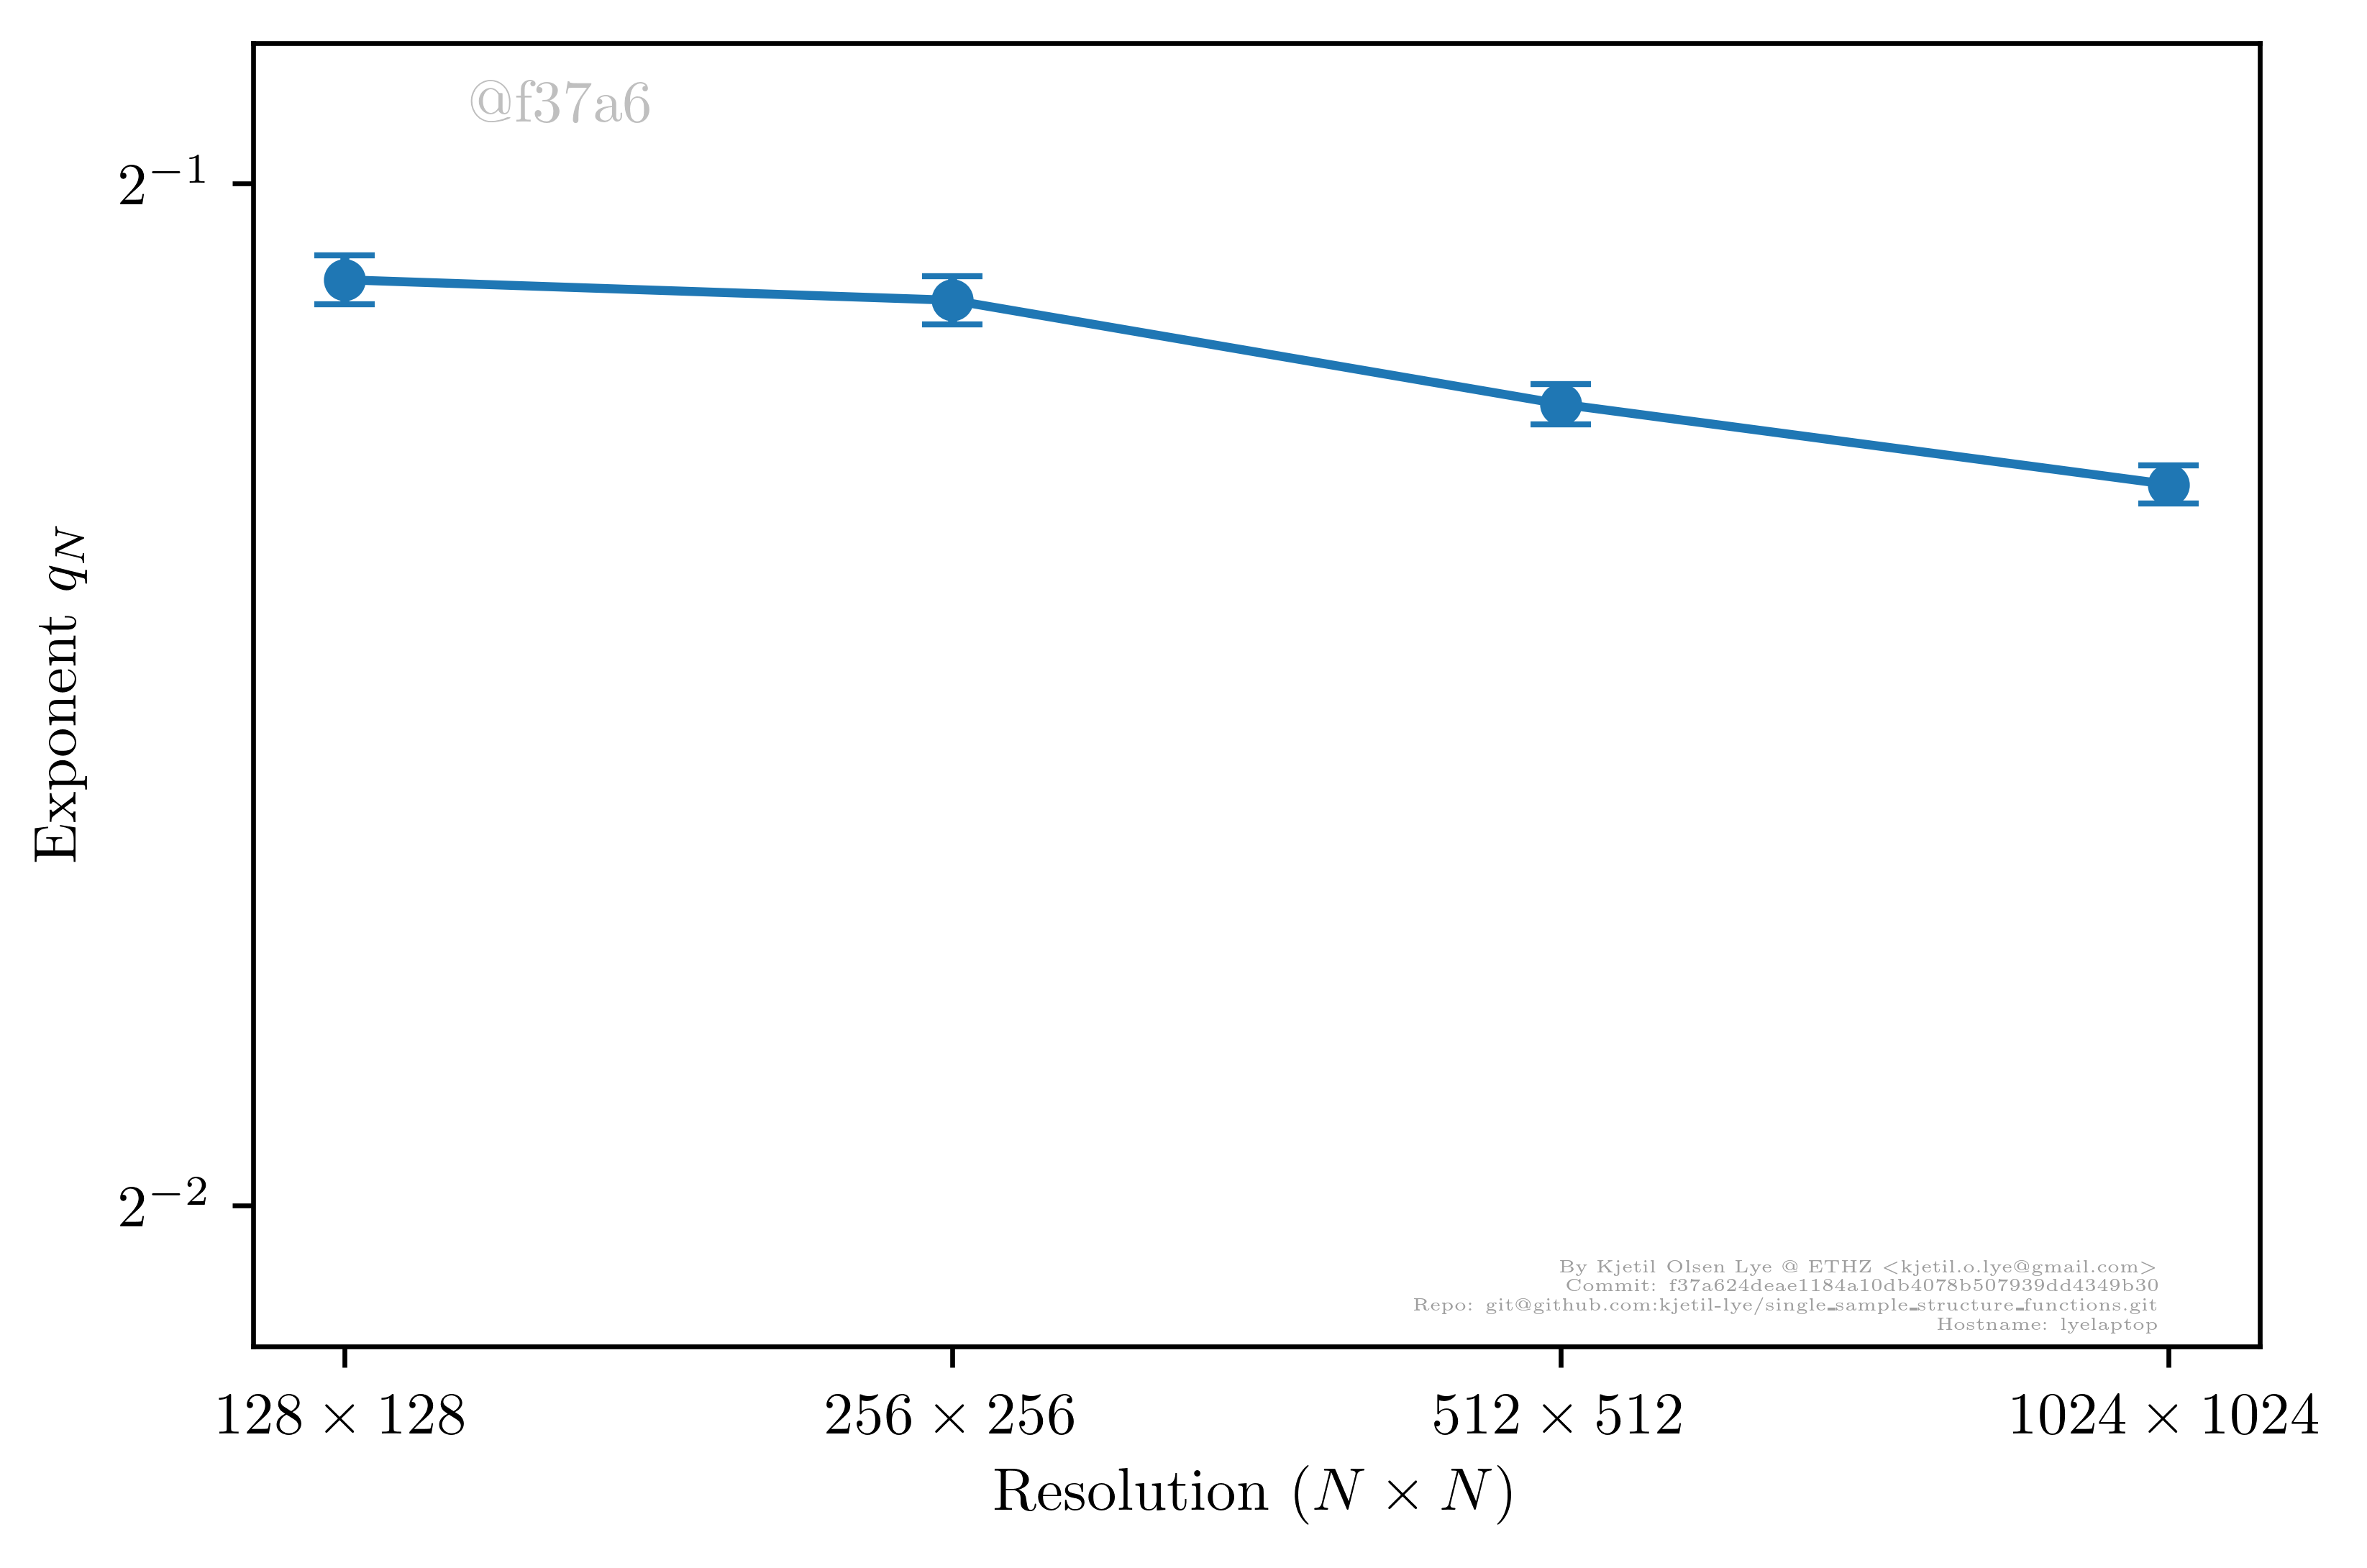 @f37a6
2⁻¹
Exponent q_N
2⁻²
By Kjetil Olsen Lye @ ETHZ <kjetil.o.lye@gmail.com>
Commit: f37a624deae1184a10db4078b507939dd4349b30
Repo: git@github.com:kjetil-lye/single_sample_structure_functions.git
Hostname: lyelaptop
128 × 128 256 × 256 512 × 512 1024 × 1024
Resolution (N × N)